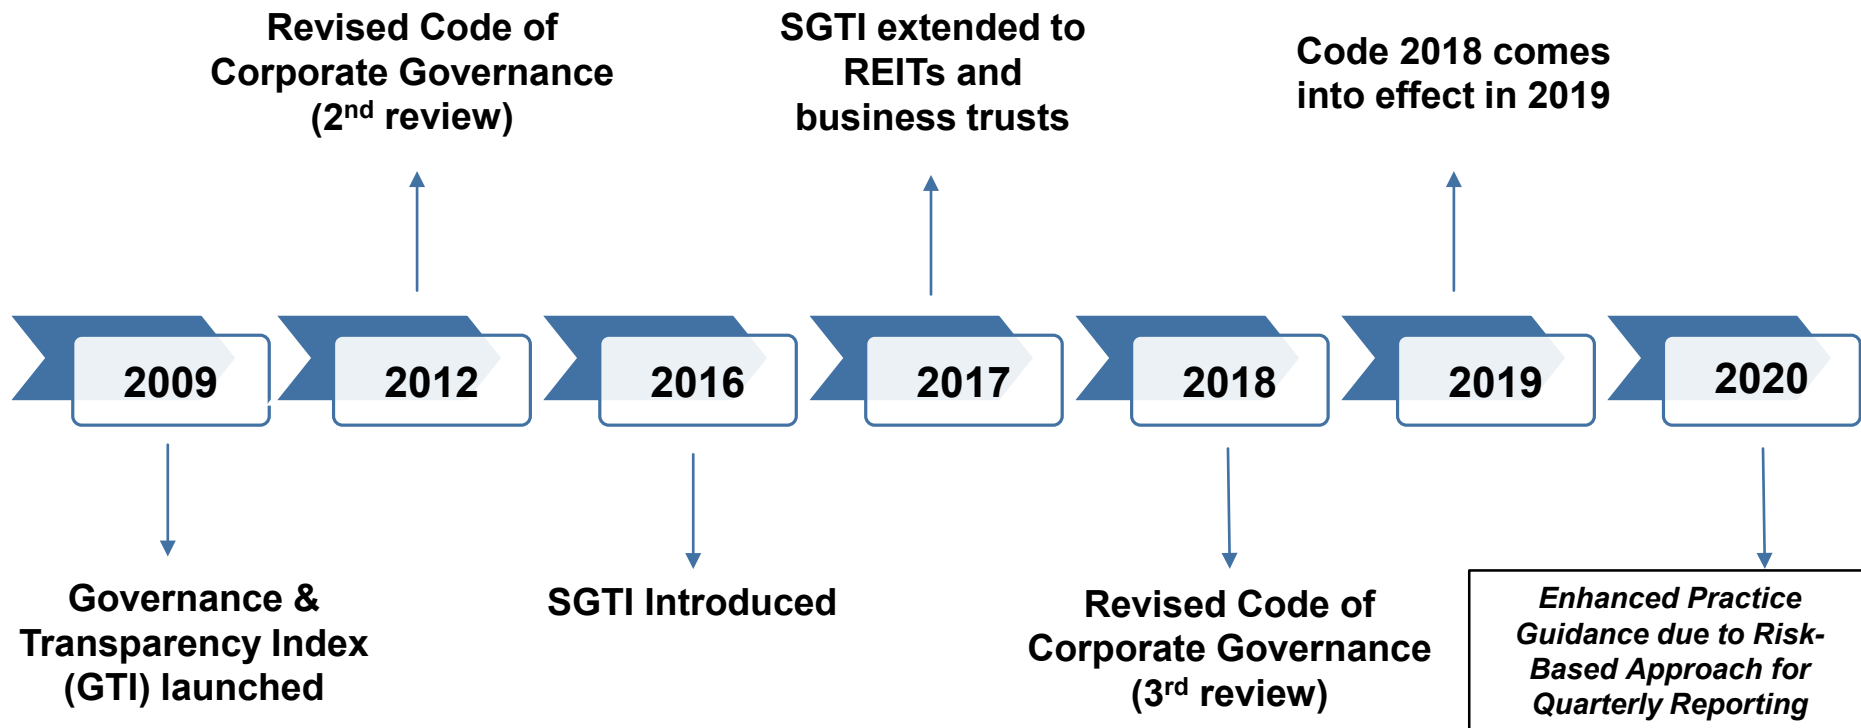 Revised Code of
Corporate Governance
(2nd review)
SGTI extended to
REITs and
business trusts
Code 2018 comes
into effect in 2019
2009
2012
2016
2017
2018
2019
2020
Governance &
Transparency Index
(GTI) launched
SGTI Introduced
Revised Code of
Corporate Governance
(3rd review)
Enhanced Practice
Guidance due to Risk-
Based Approach for
Quarterly Reporting